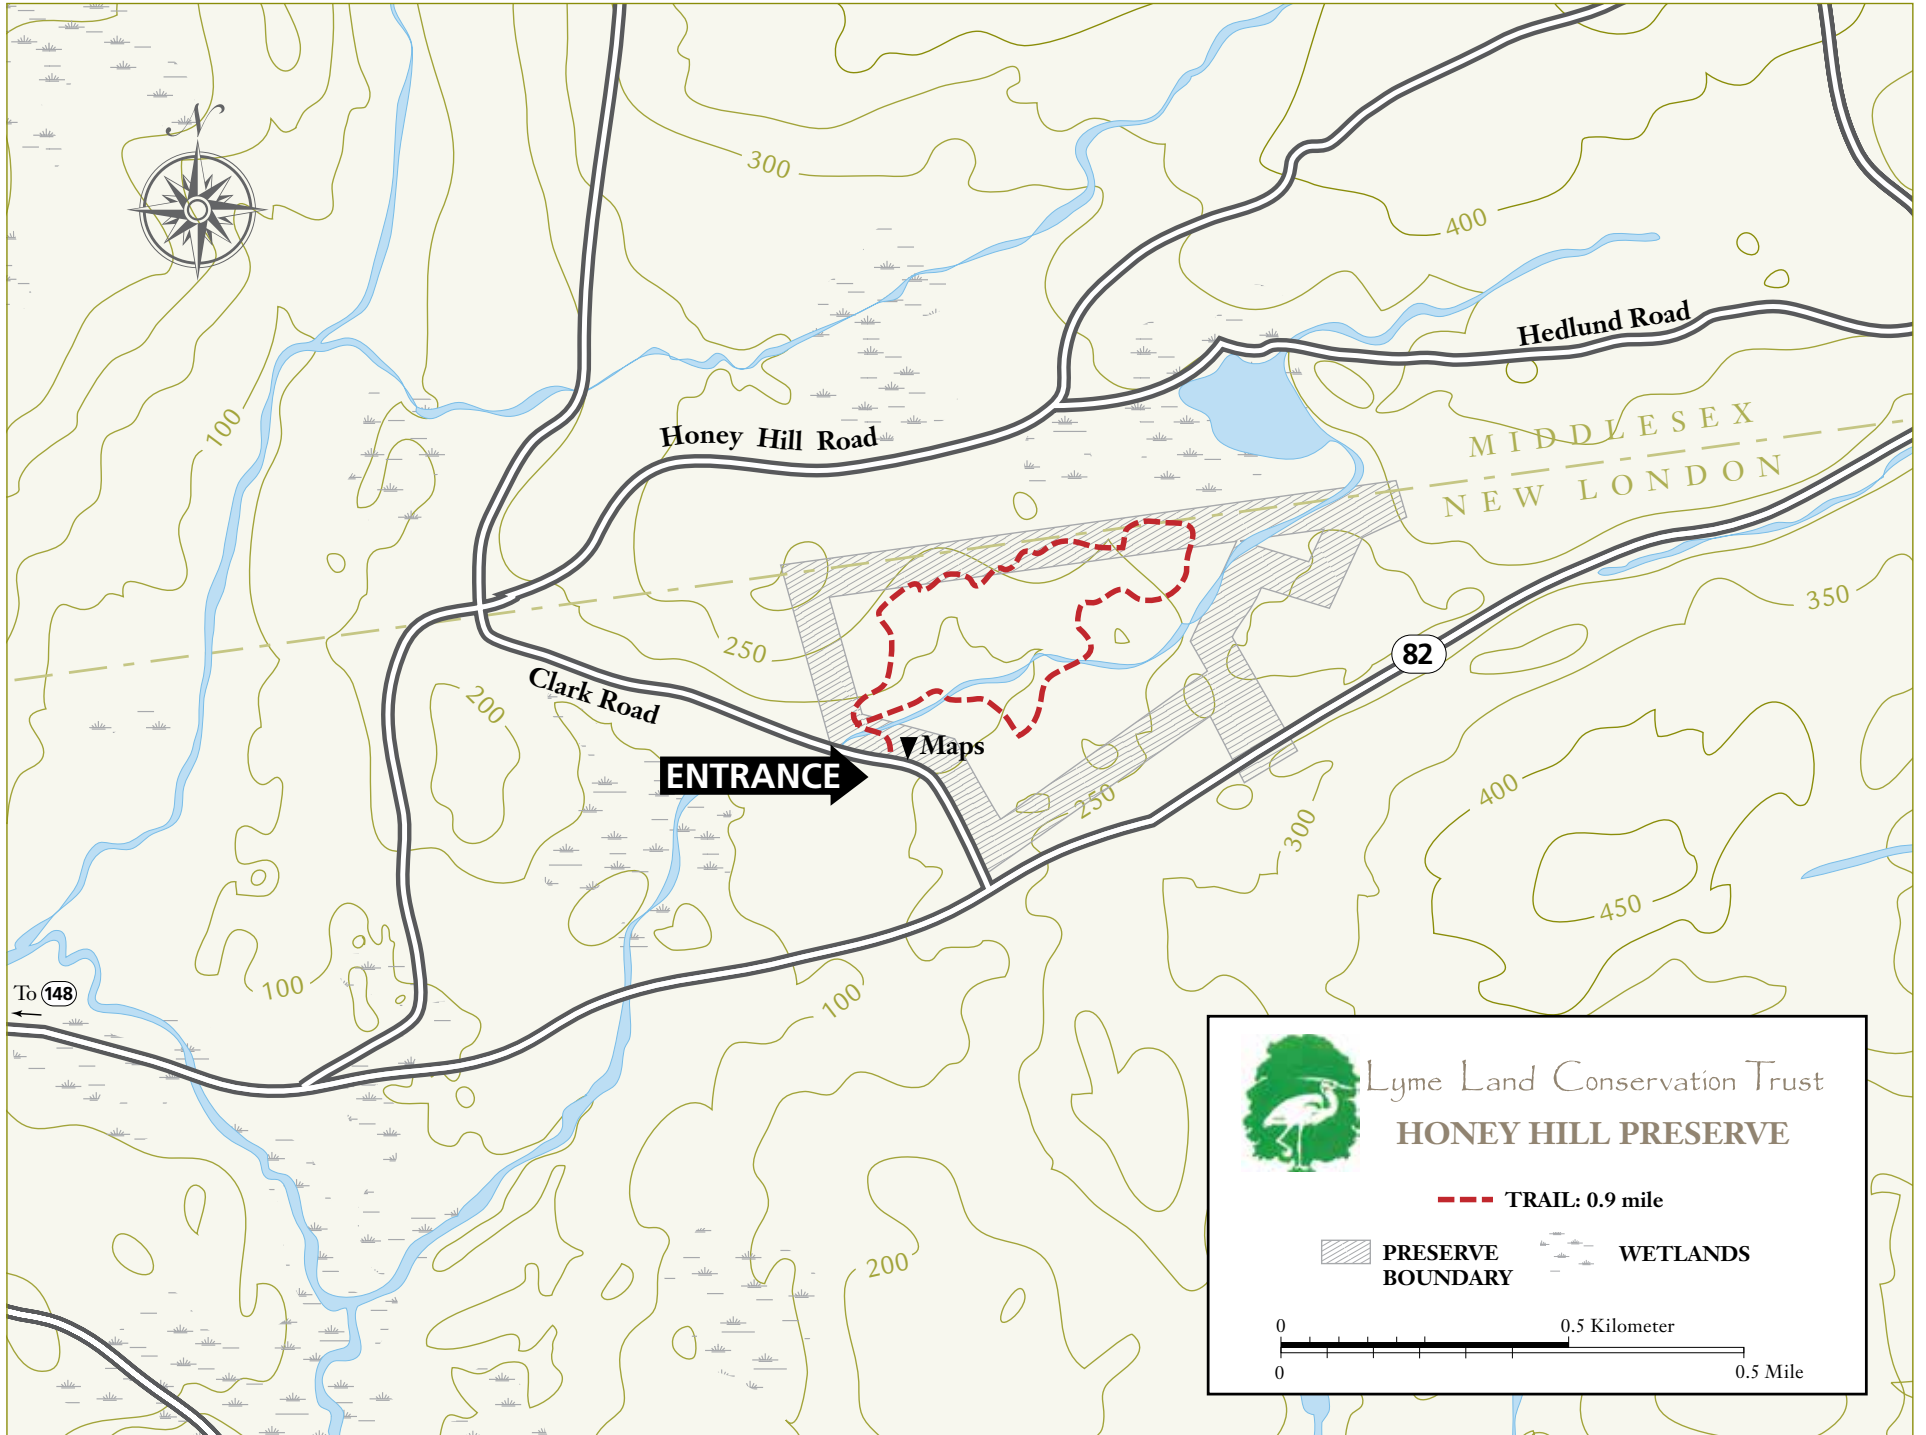 N
300
400
Hedlund Road
100
Honey Hill Road
MIDDLESEX
NEW LONDON
350
250
82
200
Clark Road
Maps
ENTRANCE
250
300
400
450
100
To 148
100
200
Lyme Land Conservation Trust
HONEY HILL PRESERVE
TRAIL: 0.9 mile
PRESERVE
BOUNDARY
WETLANDS
0 0.5 Kilometer
0 0.5 Mile